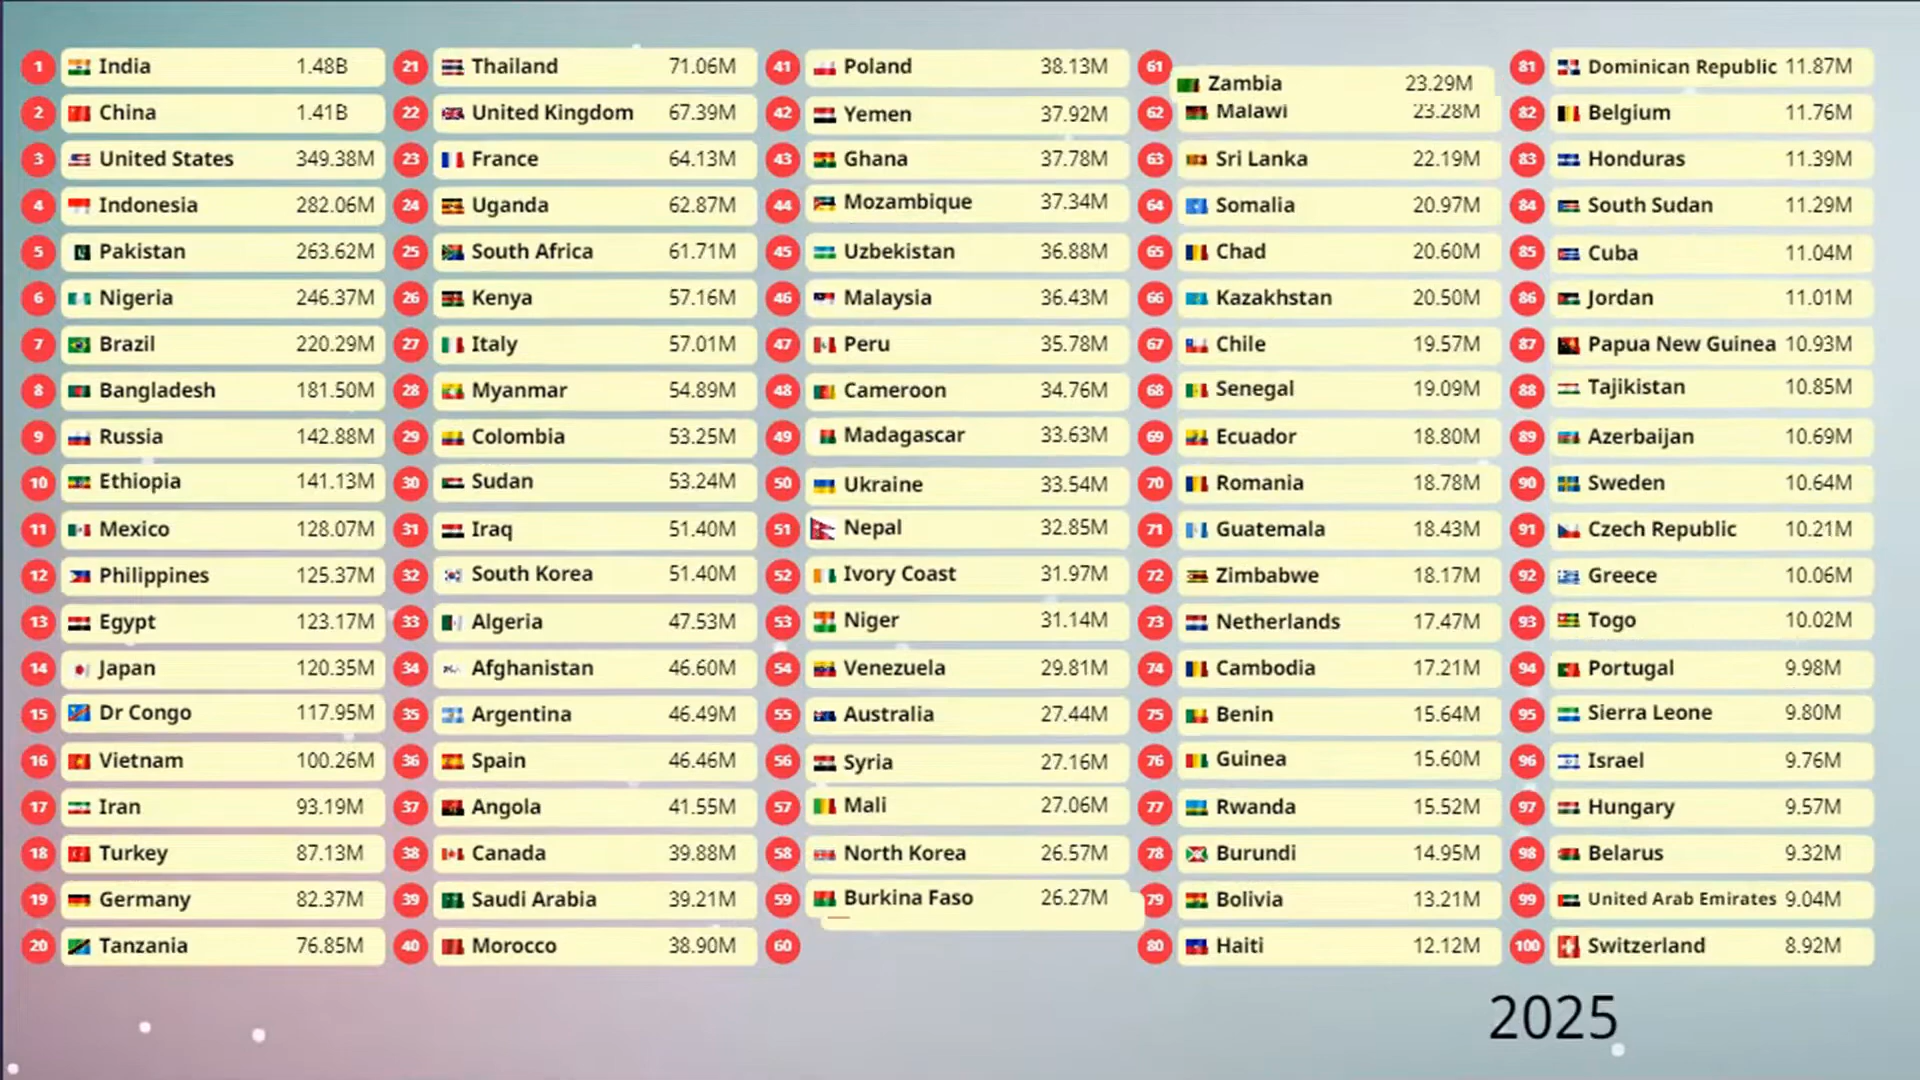 1 India 1.48B
2 China 1.41B
3 United States 349.38M
4 Indonesia 282.06M
5 Pakistan 263.62M
6 Nigeria 246.37M
7 Brazil 220.29M
8 Bangladesh 181.50M
9 Russia 142.88M
10 Ethiopia 141.13M
11 Mexico 128.07M
12 Philippines 125.37M
13 Egypt 123.17M
14 Japan 120.35M
15 Dr Congo 117.95M
16 Vietnam 100.26M
17 Iran 93.19M
18 Turkey 87.13M
19 Germany 82.37M
20 Tanzania 76.85M
21 Thailand 71.06M
22 United Kingdom 67.39M
23 France 64.13M
24 Uganda 62.87M
25 South Africa 61.71M
26 Kenya 57.16M
27 Italy 57.01M
28 Myanmar 54.89M
29 Colombia 53.25M
30 Sudan 53.24M
31 Iraq 51.40M
32 South Korea 51.40M
33 Algeria 47.53M
34 Afghanistan 46.60M
35 Argentina 46.49M
36 Spain 46.46M
37 Angola 41.55M
38 Canada 39.88M
39 Saudi Arabia 39.21M
40 Morocco 38.90M
41 Poland 38.13M
42 Yemen 37.92M
43 Ghana 37.78M
44 Mozambique 37.34M
45 Uzbekistan 36.88M
46 Malaysia 36.43M
47 Peru 35.78M
48 Cameroon 34.76M
49 Madagascar 33.63M
50 Ukraine 33.54M
51 Nepal 32.85M
52 Ivory Coast 31.97M
53 Niger 31.14M
54 Venezuela 29.81M
55 Australia 27.44M
56 Syria 27.16M
57 Mali 27.06M
58 North Korea 26.57M
59 Burkina Faso 26.27M
60
61 Zambia 23.29M
62 Malawi 23.28M
63 Sri Lanka 22.19M
64 Somalia 20.97M
65 Chad 20.60M
66 Kazakhstan 20.50M
67 Chile 19.57M
68 Senegal 19.09M
69 Ecuador 18.80M
70 Romania 18.78M
71 Guatemala 18.43M
72 Zimbabwe 18.17M
73 Netherlands 17.47M
74 Cambodia 17.21M
75 Benin 15.64M
76 Guinea 15.60M
77 Rwanda 15.52M
78 Burundi 14.95M
79 Bolivia 13.21M
80 Haiti 12.12M
81 Dominican Republic 11.87M
82 Belgium 11.76M
83 Honduras 11.39M
84 South Sudan 11.29M
85 Cuba 11.04M
86 Jordan 11.01M
87 Papua New Guinea 10.93M
88 Tajikistan 10.85M
89 Azerbaijan 10.69M
90 Sweden 10.64M
91 Czech Republic 10.21M
92 Greece 10.06M
93 Togo 10.02M
94 Portugal 9.98M
95 Sierra Leone 9.80M
96 Israel 9.76M
97 Hungary 9.57M
98 Belarus 9.32M
99 United Arab Emirates 9.04M
100 Switzerland 8.92M
2025